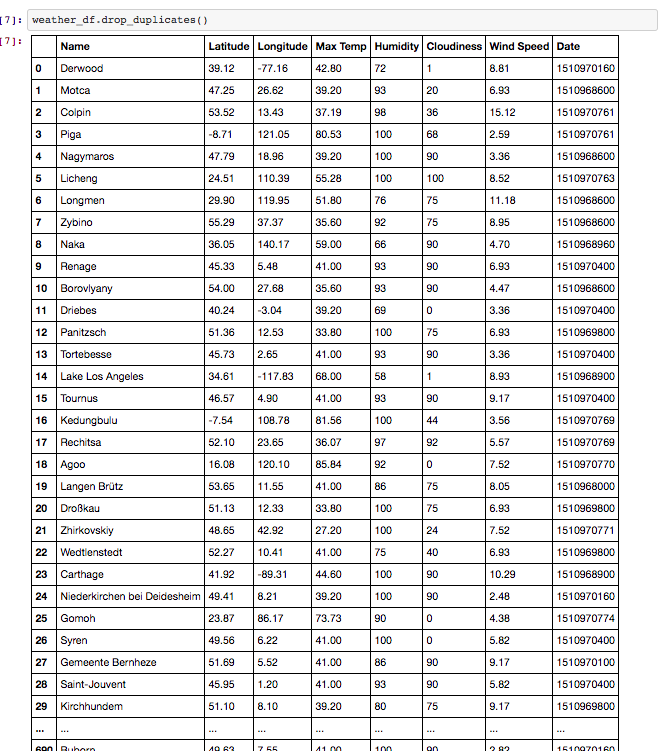 [7]: weather_df.drop_duplicates()
[7]:
Name Latitude Longitude Max Temp Humidity Cloudiness Wind Speed Date
0 Derwood 39.12 -77.16 42.80 72 1 8.81 1510970160
1 Motca 47.25 26.62 39.20 93 20 6.93 1510968600
2 Colpin 53.52 13.43 37.19 98 36 15.12 1510970761
3 Piga -8.71 121.05 80.53 100 68 2.59 1510970761
4 Nagymaros 47.79 18.96 39.20 100 90 3.36 1510968600
5 Licheng 24.51 110.39 55.28 100 100 8.52 1510970763
6 Longmen 29.90 119.95 51.80 76 75 11.18 1510968600
7 Zybino 55.29 37.37 35.60 92 75 8.95 1510968600
8 Naka 36.05 140.17 59.00 66 90 4.70 1510968960
9 Renage 45.33 5.48 41.00 93 90 6.93 1510970400
10 Borovlyany 54.00 27.68 35.60 93 90 4.47 1510968600
11 Driebes 40.24 -3.04 39.20 69 0 3.36 1510970400
12 Panitzsch 51.36 12.53 33.80 100 75 6.93 1510969800
13 Tortebesse 45.73 2.65 41.00 93 90 3.36 1510970400
14 Lake Los Angeles 34.61 -117.83 68.00 58 1 8.93 1510968900
15 Tournus 46.57 4.90 41.00 93 90 9.17 1510970400
16 Kedungbulu -7.54 108.78 81.56 100 44 3.56 1510970769
17 Rechitsa 52.10 23.65 36.07 97 92 5.57 1510970769
18 Agoo 16.08 120.10 85.84 92 0 7.52 1510970770
19 Langen Brütz 53.65 11.55 41.00 86 75 8.05 1510968000
20 Droßkau 51.13 12.33 33.80 100 75 6.93 1510969800
21 Zhirkovskiy 48.65 42.92 27.20 100 24 7.52 1510970771
22 Wedtlenstedt 52.27 10.41 41.00 75 40 6.93 1510969800
23 Carthage 41.92 -89.31 44.60 100 90 10.29 1510968900
24 Niederkirchen bei Deidesheim 49.41 8.21 39.20 100 90 2.48 1510970160
25 Gomoh 23.87 86.17 73.73 90 0 4.38 1510970774
26 Syren 49.56 6.22 41.00 100 0 5.82 1510970400
27 Gemeente Bernheze 51.69 5.52 41.00 86 90 9.17 1510970100
28 Saint-Jouvent 45.95 1.20 41.00 93 90 5.82 1510970400
29 Kirchhundem 51.10 8.10 39.20 80 75 9.17 1510969800
... ... ... ... ... ... ... ... ...
690 49.63 7.55 41.00 100 90 2.82 1510970160